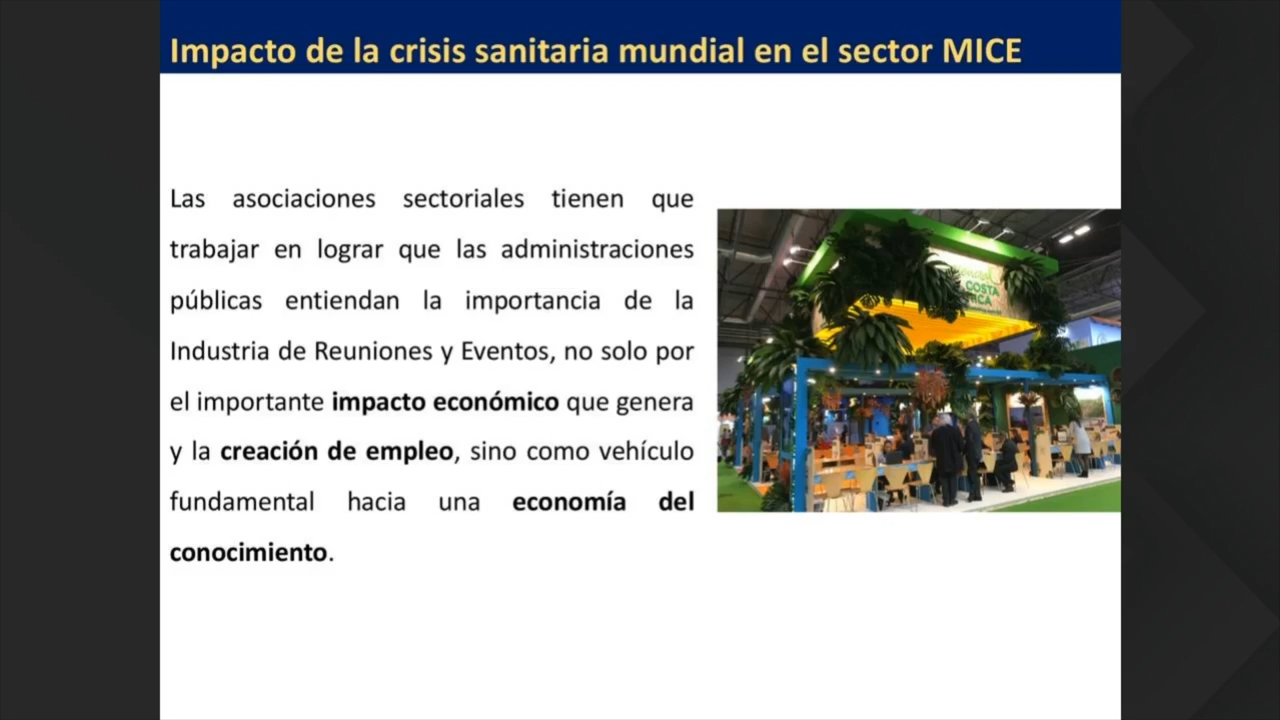 Impacto de la crisis sanitaria mundial en el sector MICE
Las asociaciones sectoriales tienen que
trabajar en lograr que las administraciones
públicas entiendan la importancia de la
Industria de Reuniones y Eventos, no solo por
el importante impacto económico que genera
y la creación de empleo, sino como vehículo
fundamental hacia una economía del
conocimiento.
COSTA
RICA